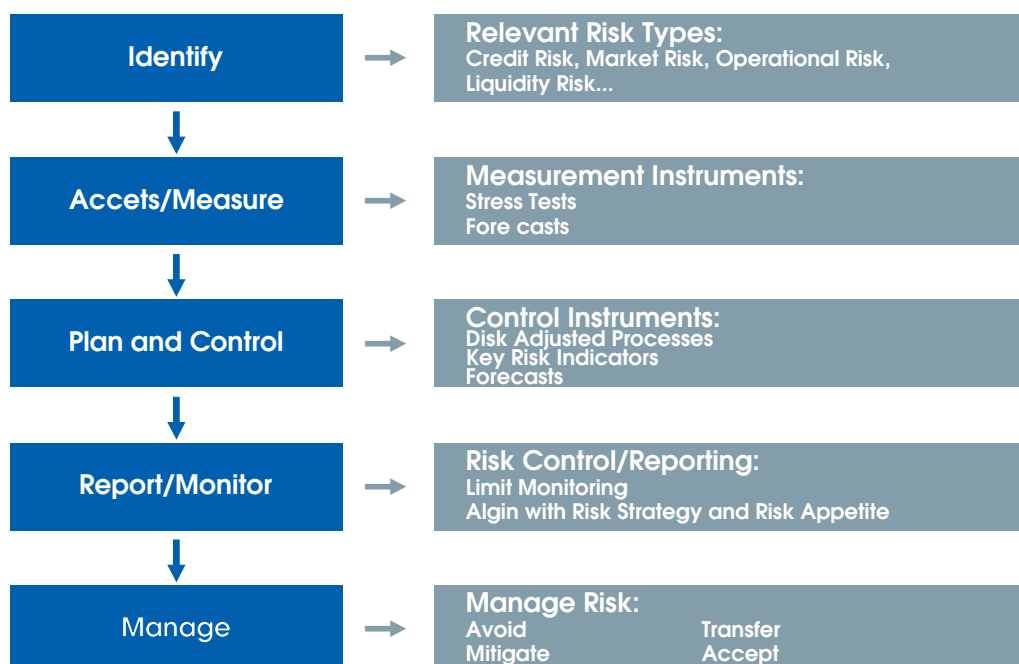 Identify
Relevant Risk Types:
Credit Risk, Market Risk, Operational Risk,
Liquidity Risk...
Accets/Measure
Measurement Instruments:
Stress Tests
Fore casts
Plan and Control
Control Instruments:
Disk Adjusted Processes
Key Risk Indicators
Forecasts
Report/Monitor
Risk Control/Reporting:
Limit Monitoring
Algin with Risk Strategy and Risk Appetite
Manage
Manage Risk:
Avoid Transfer
Mitigate Accept